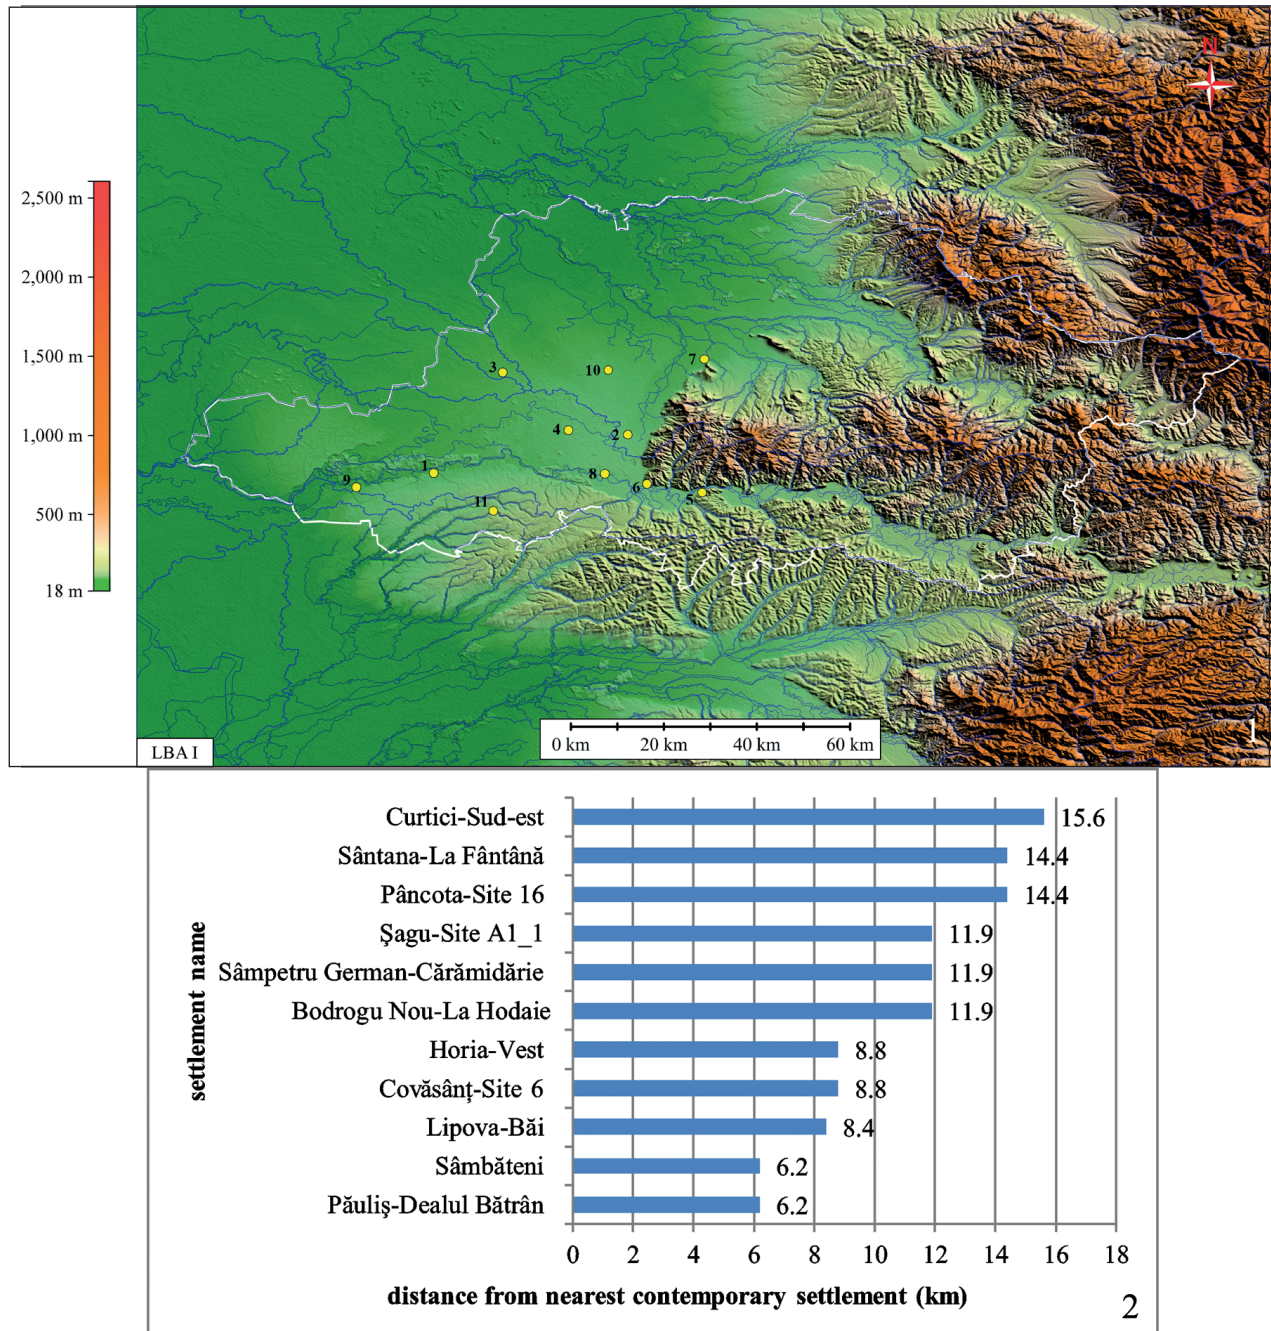 N
2,500 m
2,000 m
1,500 m
1,000 m
500 m
18 m
7
3
10
4
2
1
8
9
6
5
11
0 km 20 km 40 km 60 km
1
LBA I
Curtici-Sud-est 15.6
Sântana-La Fântână 14.4
Pâncota-Site 16 14.4
Şagu-Site A1_1 11.9
Sâmpetru German-Cărămidărie 11.9
Bodrogu Nou-La Hodaie 11.9
Horia-Vest 8.8
Covăsânț-Site 6 8.8
Lipova-Băi 8.4
Sâmbăteni 6.2
Păuliş-Dealul Bătrân 6.2
settlement name
0 2 4 6 8 10 12 14 16 18
distance from nearest contemporary settlement (km)
2